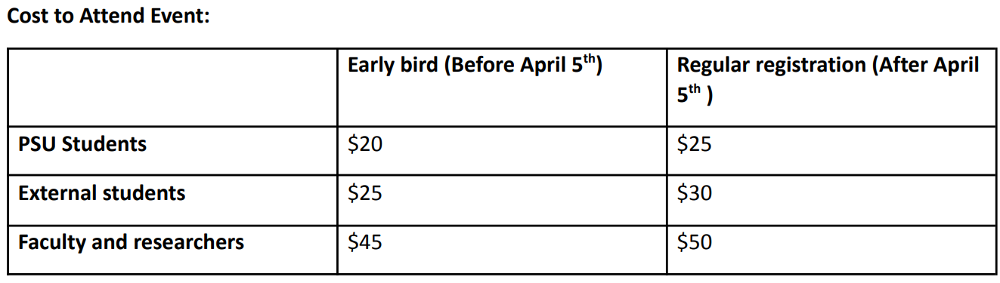 Cost to Attend Event:
Early bird (Before April 5th)
Regular registration (After April
5th )
PSU Students
$20
$25
External students
$25
$30
Faculty and researchers
$45
$50